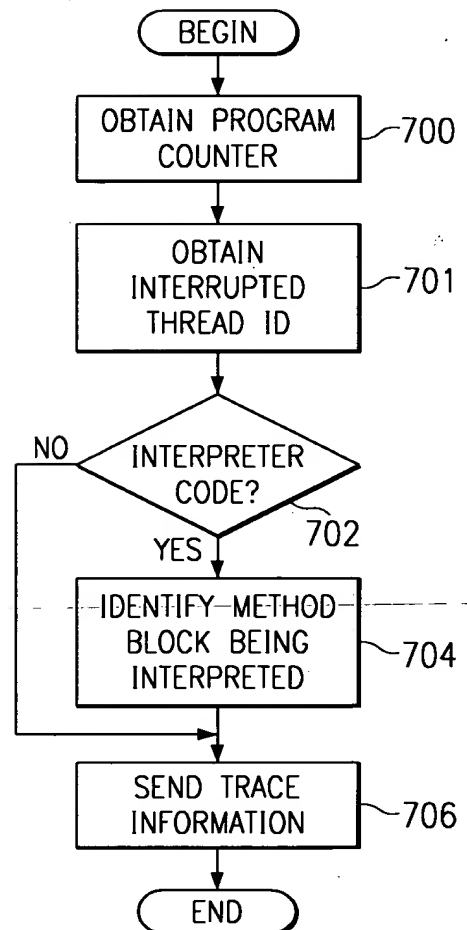 BEGIN
OBTAIN PROGRAM
COUNTER
700
OBTAIN
INTERRUPTED
THREAD ID
701
NO
INTERPRETER
CODE?
702
YES
IDENTIFY METHOD
BLOCK BEING
INTERPRETED
704
SEND TRACE
INFORMATION
706
END